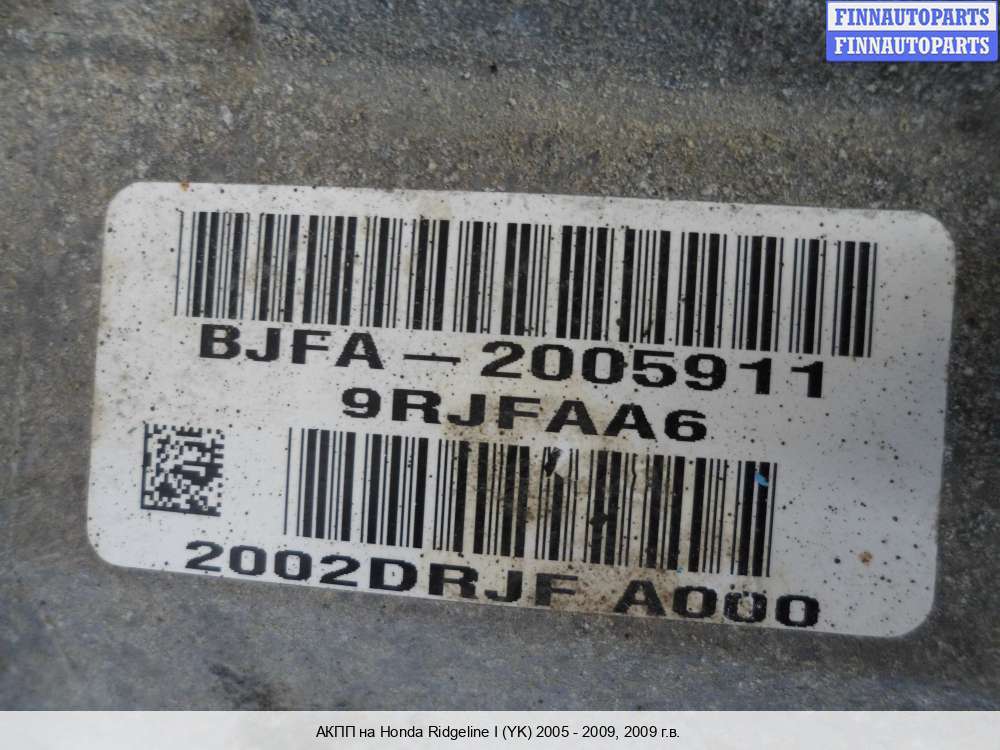 FINNAUTOPARTS
FINNAUTOPARTS
BJFA-2005911
9RJFAA6
2002DRJF A000
АКПП на Honda Ridgeline I (YK) 2005 - 2009, 2009 г.в.